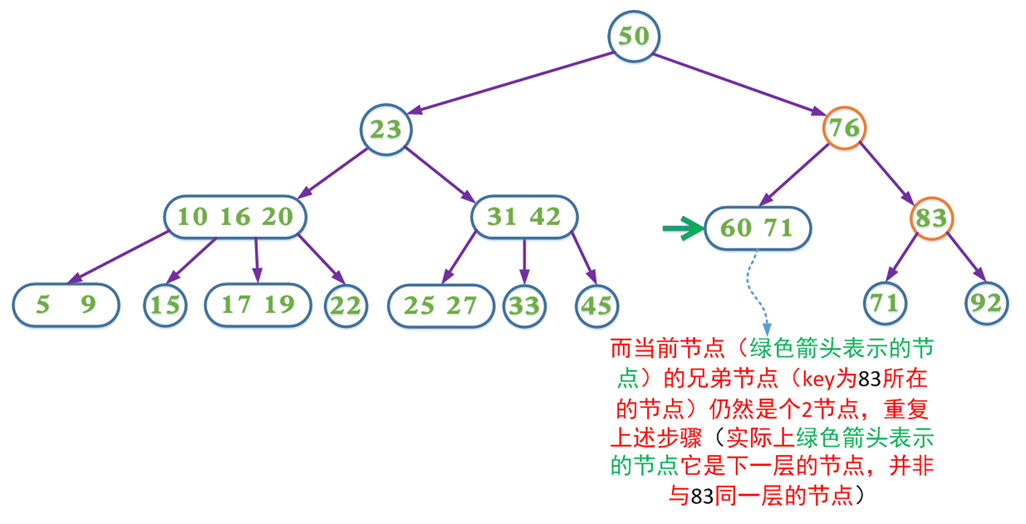 50
23
76
10 16 20
31 42
60 71
83
5 9
15
17 19
22
25 27
33
45
71
92
而当前节点（绿色箭头表示的节
点）的兄弟节点（key为83所在
的节点）仍然是个2节点，重复
上述步骤（实际上绿色箭头表示
的节点它是下一层的节点，并非
与83同一层的节点）